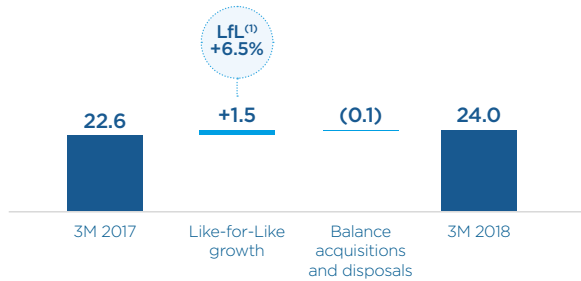 LfL⁽¹⁾
+6.5%
22.6
+1.5
(0.1)
24.0
3M 2017
Like-for-Like
growth
Balance
acquisitions
and disposals
3M 2018